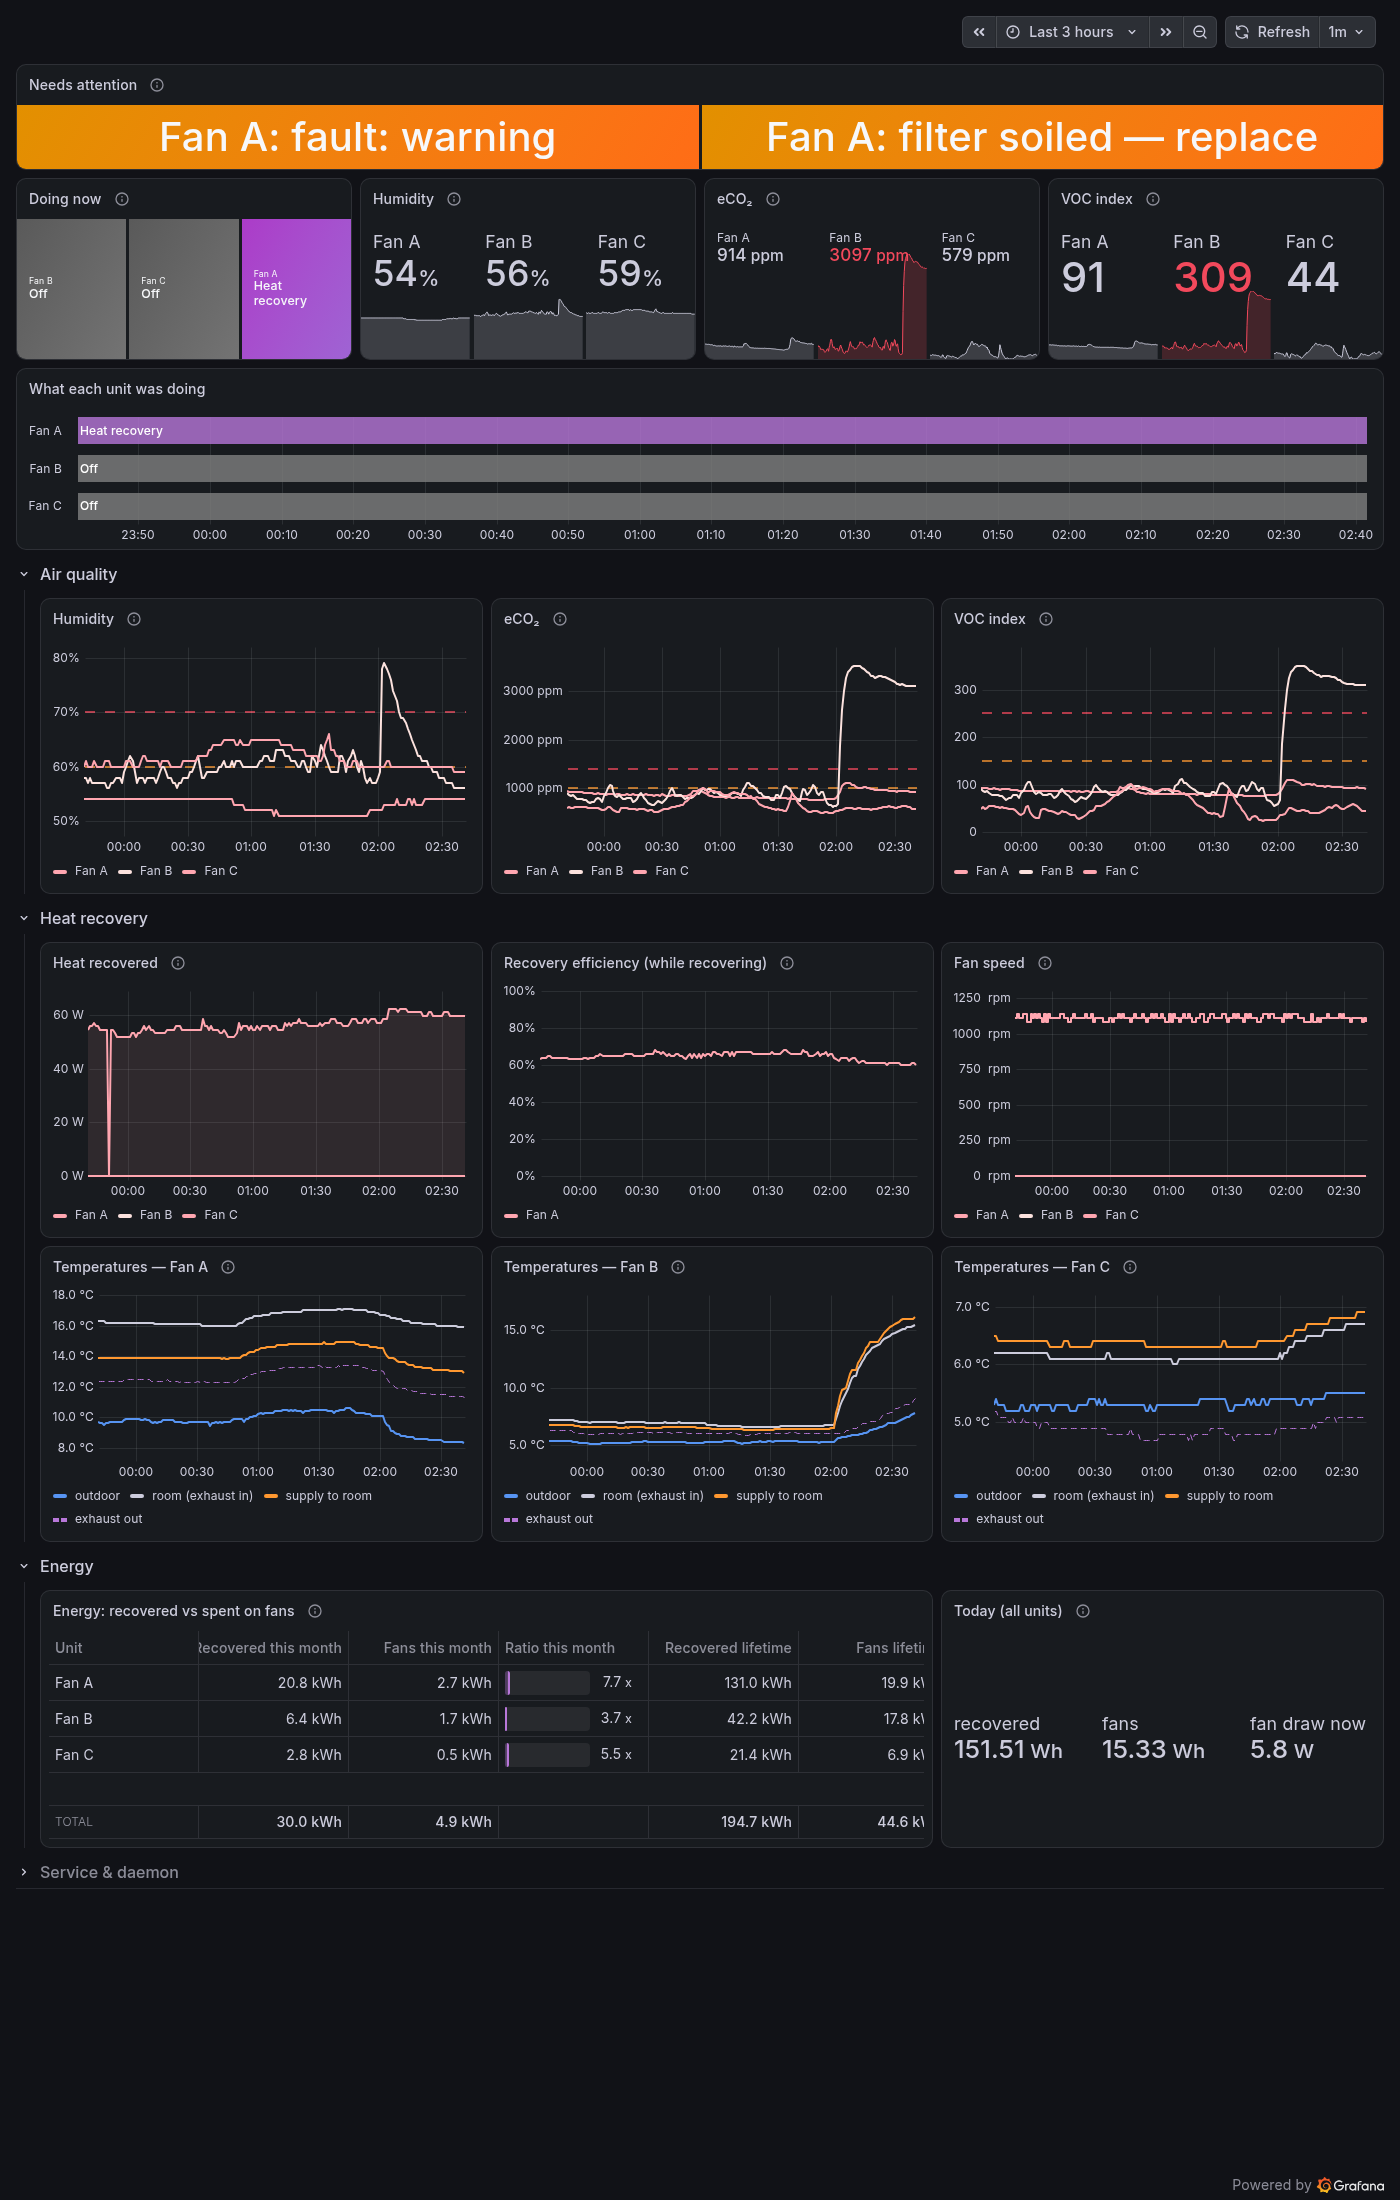 Last 3 hours
Refresh
1m
Needs attention
Fan A: fault: warning
Fan A: filter soiled — replace
Doing now
Fan B
Off
Fan C
Off
Fan A
Heat
recovery
Humidity
Fan A
54%
Fan B
56%
Fan C
59%
eCO₂
Fan A
914 ppm
Fan B
3097 ppm
Fan C
579 ppm
VOC index
Fan A
91
Fan B
309
Fan C
44
What each unit was doing
Fan A Heat recovery
Fan B Off
Fan C Off
23:50 00:00 00:10 00:20 00:30 00:40 00:50 01:00 01:10 01:20 01:30 01:40 01:50 02:00 02:10 02:20 02:30 02:40
Air quality
Humidity
80%
70%
60%
50%
00:00 00:30 01:00 01:30 02:00 02:30
Fan A Fan B Fan C
eCO₂
3000 ppm
2000 ppm
1000 ppm
00:00 00:30 01:00 01:30 02:00 02:30
Fan A Fan B Fan C
VOC index
300
200
100
0
00:00 00:30 01:00 01:30 02:00 02:30
Fan A Fan B Fan C
Heat recovery
Heat recovered
60 W
40 W
20 W
0 W
00:00 00:30 01:00 01:30 02:00 02:30
Fan A Fan B Fan C
Recovery efficiency (while recovering)
100%
80%
60%
40%
20%
0%
00:00 00:30 01:00 01:30 02:00 02:30
Fan A
Fan speed
1250 rpm
1000 rpm
750 rpm
500 rpm
250 rpm
0 rpm
00:00 00:30 01:00 01:30 02:00 02:30
Fan A Fan B Fan C
Temperatures — Fan A
18.0 °C
16.0 °C
14.0 °C
12.0 °C
10.0 °C
8.0 °C
00:00 00:30 01:00 01:30 02:00 02:30
outdoor room (exhaust in) supply to room
exhaust out
Temperatures — Fan B
15.0 °C
10.0 °C
5.0 °C
00:00 00:30 01:00 01:30 02:00 02:30
outdoor room (exhaust in) supply to room
exhaust out
Temperatures — Fan C
7.0 °C
6.0 °C
5.0 °C
00:00 00:30 01:00 01:30 02:00 02:30
outdoor room (exhaust in) supply to room
exhaust out
Energy
Energy: recovered vs spent on fans
Unit Recovered this month Fans this month Ratio this month Recovered lifetime Fans lifeti
Fan A 20.8 kWh 2.7 kWh 7.7 x 131.0 kWh 19.9 kW
Fan B 6.4 kWh 1.7 kWh 3.7 x 42.2 kWh 17.8 kW
Fan C 2.8 kWh 0.5 kWh 5.5 x 21.4 kWh 6.9 kW
TOTAL 30.0 kWh 4.9 kWh 194.7 kWh 44.6 kW
Today (all units)
recovered
151.51 Wh
fans
15.33 Wh
fan draw now
5.8 W
Service & daemon
Powered by Grafana